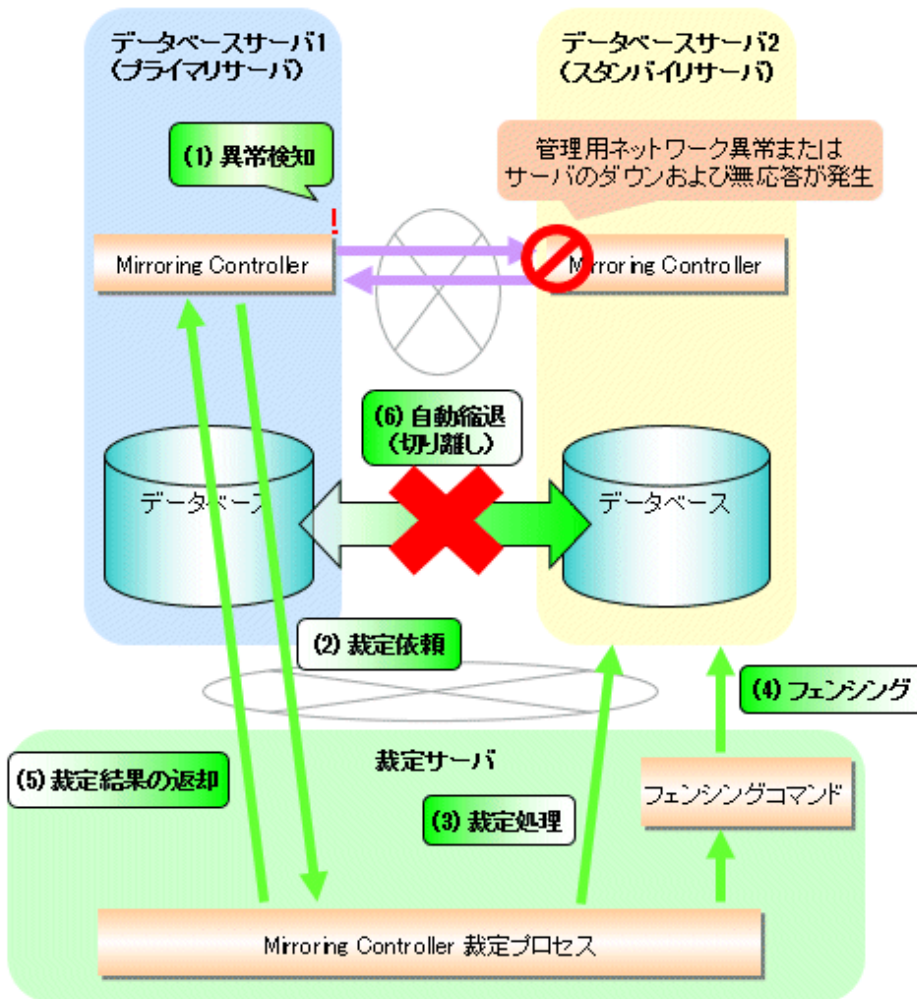 データベースサーバ1
(プライマリサーバ)
データベースサーバ2
(スタンバイリサーバ)
(1) 異常検知
管理用ネットワーク異常または
サーバのダウンおよび無応答が発生
!
Mirroring Controller
Mirroring Controller
(6) 自動縮退
(切り離し)
データベース
データベース
(2) 裁定依頼
(4) フェンシング
裁定サーバ
(5) 裁定結果の返却
(3) 裁定処理
フェンシングコマンド
Mirroring Controller 裁定プロセス